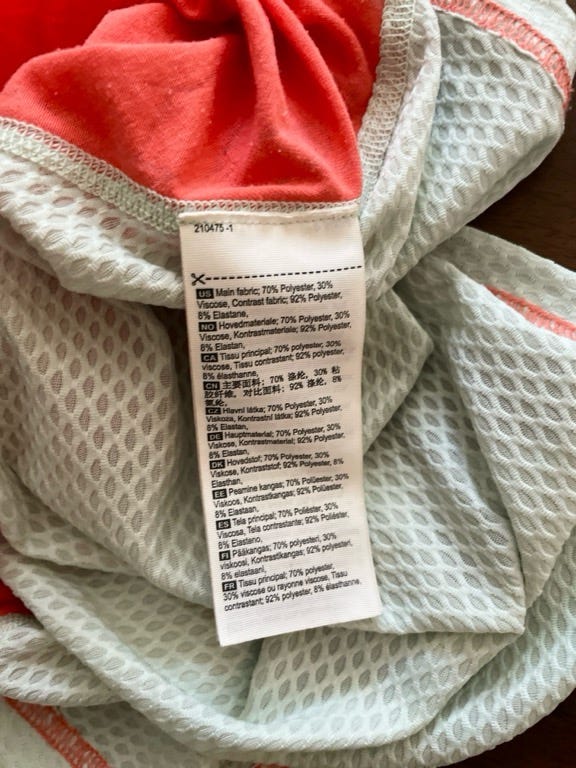 210475-1
US Main fabric; 70% Polyester, 30%
Viscose, Contrast fabric; 92% Polyester,
8% Elastane,
NO Hovedmateriale; 70% Polyester, 30%
Viscose, Kontrastmateriale; 92% Polyester,
8% Elastan,
CA Tissu principal; 70% polyester, 30%
viscose, Tissu contrastant; 92% polyester,
8% élasthanne,
CN 主要面料; 70% 涤纶, 30% 粘
胶纤维。对比面料; 92% 涤纶, 8%
氨纶,
CZ Hlavní látka; 70% Polyester, 30%
Viskoza, Kontrastní látka; 92% Polyester,
8% Elastan,
DE Hauptmaterial; 70% Polyester, 30%
Viskose, Kontrastmaterial; 92% Polyester,
8% Elastan,
DK Hovedstof; 70% Polyester, 30%
Viskose, Kontraststof; 92% Polyester, 8%
Elasthan,
EE Peamine kangas; 70% Polüester, 30%
Viskoos, Kontrastkangas; 92% Polüester,
8% Elastaan,
ES Tela principal; 70% Poliéster, 30%
Viscosa, Tela contrastante; 92% Poliéster,
8% Elasteno,
FI Pääkangas; 70% polyesteri, 30%
viskoosi, Kontrastikangas; 92% polyesteri,
8% elastaani,
FR Tissu principal; 70% polyester,
30% viscose ou rayonne viscose, Tissu
contrastant; 92% polyester, 8% élasthanne,